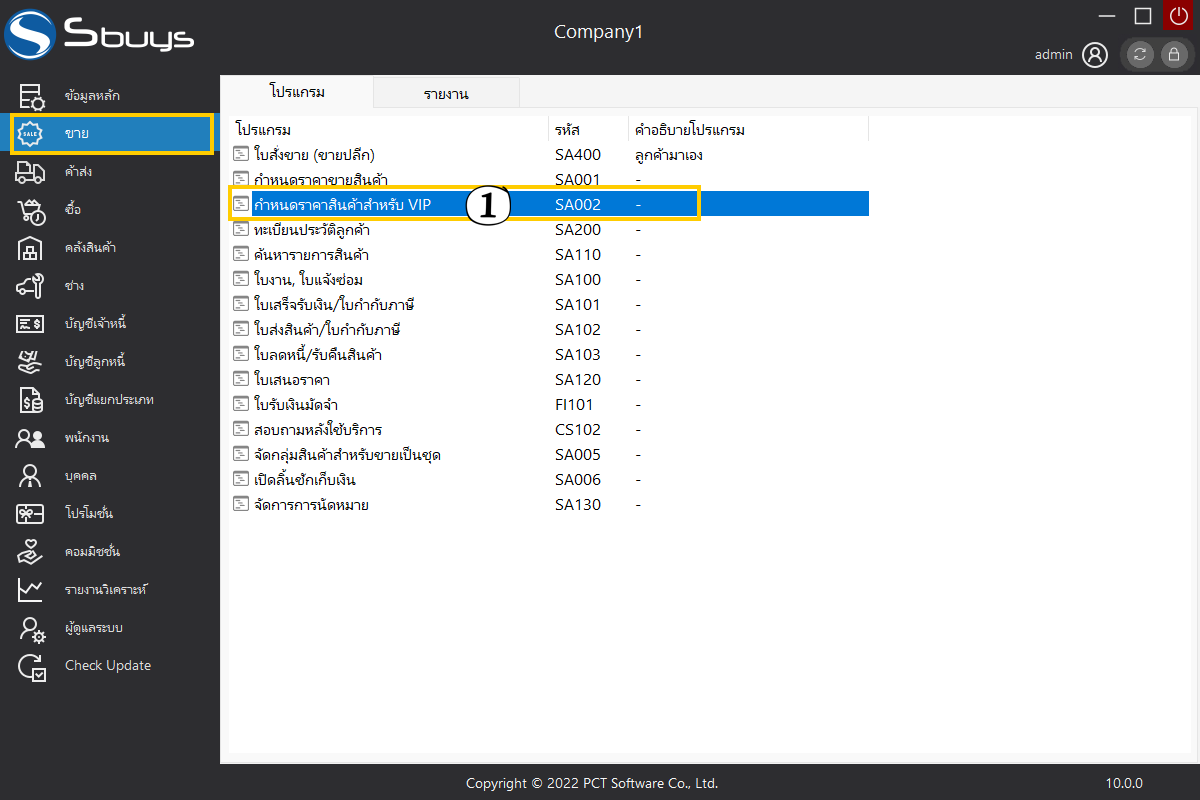 Sbuys
Company1
admin
ข้อมูลหลัก
ขาย
ค้าส่ง
ซื้อ
คลังสินค้า
ช่าง
บัญชีเจ้าหนี้
บัญชีลูกหนี้
บัญชีแยกประเภท
พนักงาน
บุคคล
โปรโมชั่น
คอมมิชชั่น
รายงานวิเคราะห์
ผู้ดูแลระบบ
Check Update
โปรแกรม รายงาน
โปรแกรม รหัส คำอธิบายโปรแกรม
ใบสั่งขาย (ขายปลีก) SA400 ลูกค้ามาเอง
กำหนดราคาขายสินค้า SA001 -
กำหนดราคาสินค้าสำหรับ VIP 1 SA002 -
ทะเบียนประวัติลูกค้า SA200 -
ค้นหารายการสินค้า SA110 -
ใบงาน, ใบแจ้งซ่อม SA100 -
ใบเสร็จรับเงิน/ใบกำกับภาษี SA101 -
ใบส่งสินค้า/ใบกำกับภาษี SA102 -
ใบลดหนี้/รับคืนสินค้า SA103 -
ใบเสนอราคา SA120 -
ใบรับเงินมัดจำ FI101 -
สอบถามหลังใช้บริการ CS102 -
จัดกลุ่มสินค้าสำหรับขายเป็นชุด SA005 -
เปิดลิ้นชักเก็บเงิน SA006 -
จัดการการนัดหมาย SA130 -
Copyright © 2022 PCT Software Co., Ltd.
10.0.0